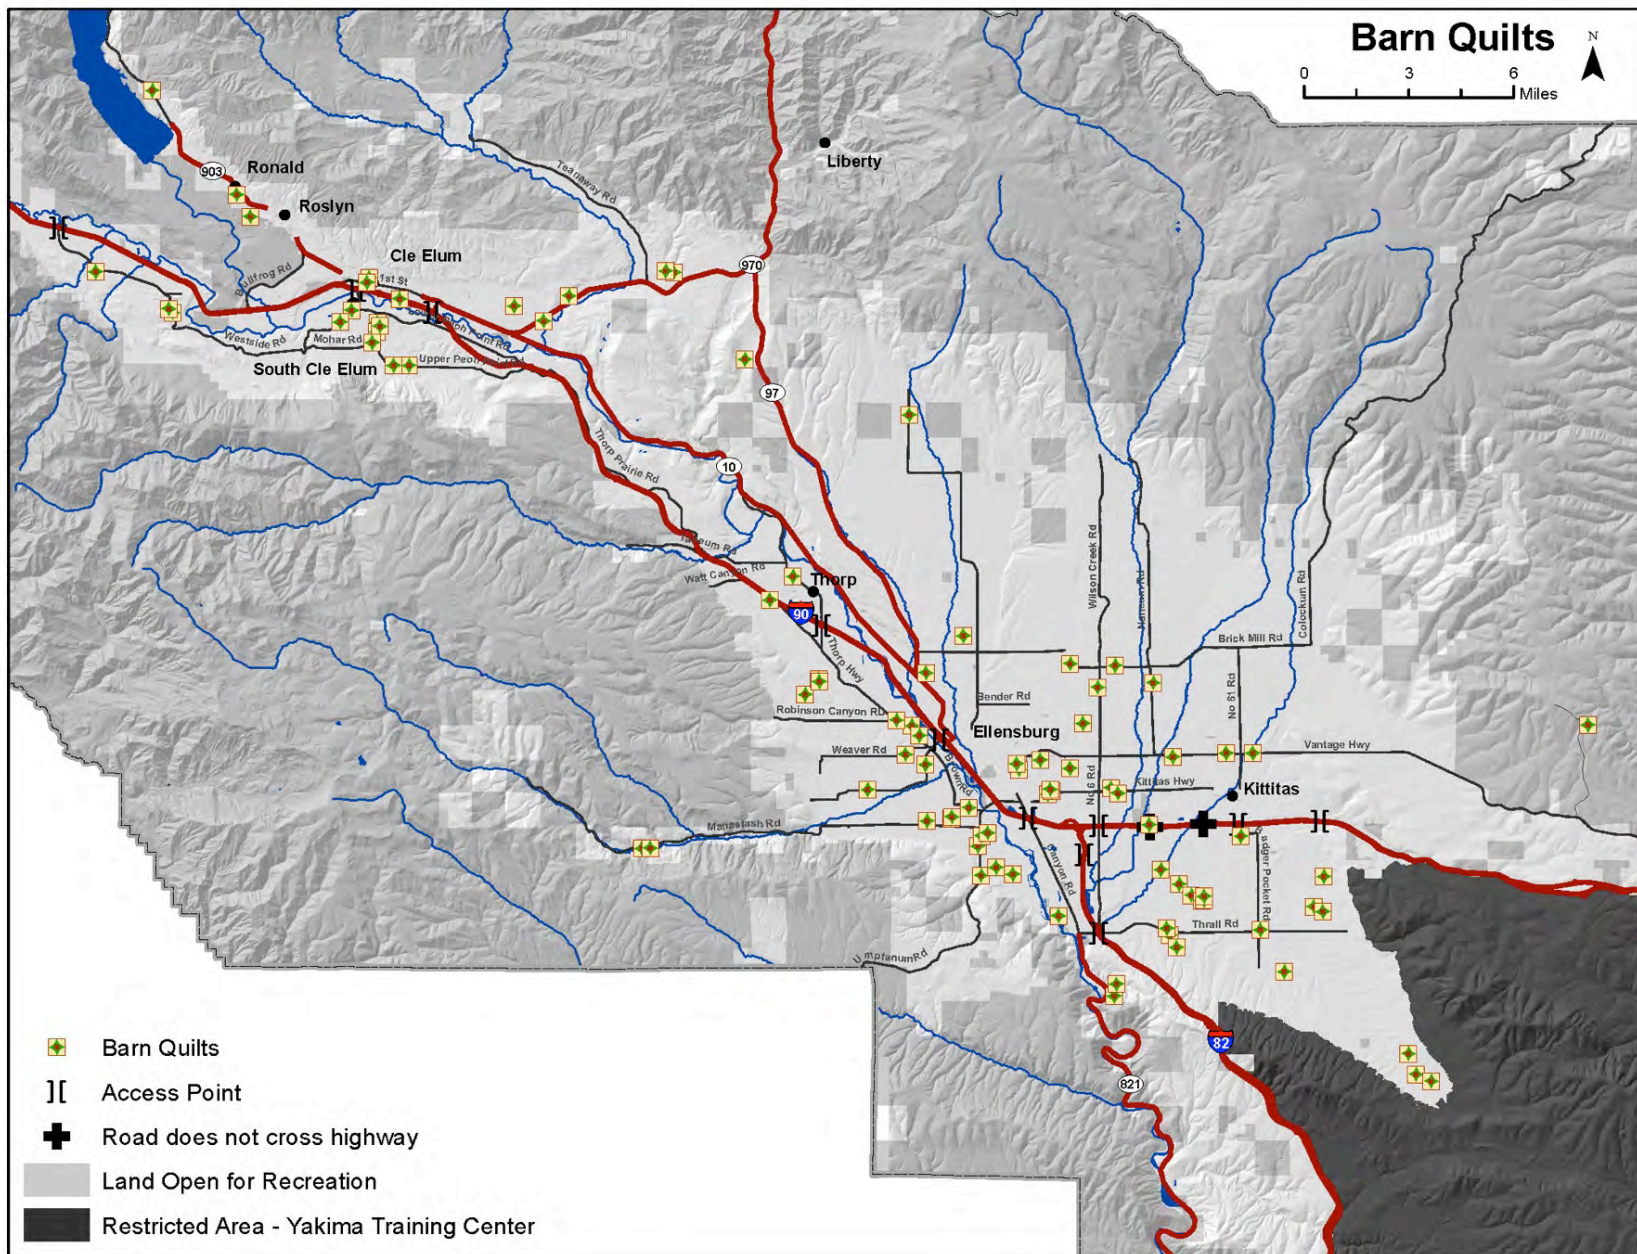 Barn Quilts
N
0 3 6
Miles
Liberty
Ronald
903
Roslyn
Teanaway Rd
Cle Elum
970
Bullfrog Rd
1st St
Westside Rd
Mohar Rd
South Cle Elum
97
10
Thorp Prairie Rd
Watt Canyon Rd
Thorp
90
Thorp Hwy
Wilson Creek Rd
Colockum Rd
Brick Mill Rd
No 81 Rd
Bender Rd
Robinson Canyon RD
Ellensburg
Weaver Rd
Vantage Hwy
Brown Rd
No 6 Rd
Kittitas Hwy
Kittitas
Manastash Rd
Canyon Rd
Badger Pocket Rd
Thrall Rd
Umptanum Rd
82
821
Barn Quilts
Access Point
Road does not cross highway
Land Open for Recreation
Restricted Area - Yakima Training Center